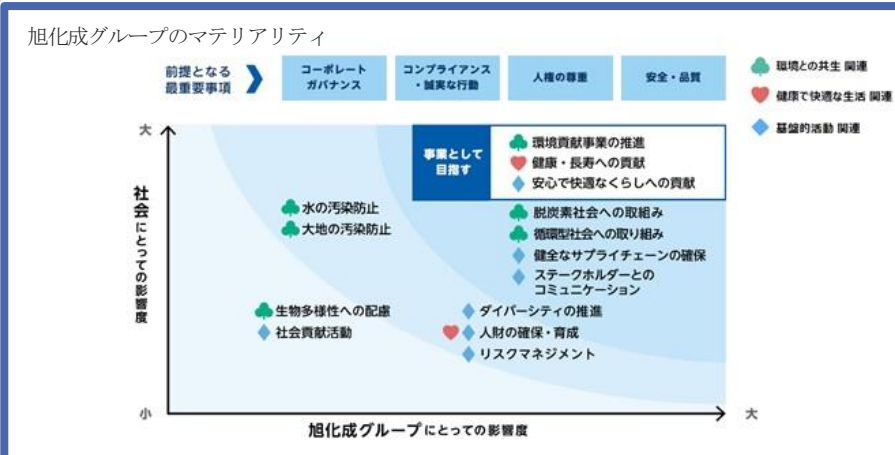 旭化成グループのマテリアリティ
前提となる
最重要事項
コーポレート
ガバナンス
コンプライアンス
・誠実な行動
人権の尊重
安全・品質
環境との共生 関連
健康で快適な生活 関連
基盤的活動 関連
大
社会にとっての影響度
小
事業として
目指す
環境貢献事業の推進
健康・長寿への貢献
安心で快適なくらしへの貢献
水の汚染防止
大地の汚染防止
脱炭素社会への取組み
循環型社会への取り組み
健全なサプライチェーンの確保
ステークホルダーとの
コミュニケーション
生物多様性への配慮
社会貢献活動
ダイバーシティの推進
人財の確保・育成
リスクマネジメント
旭化成グループにとっての影響度
大